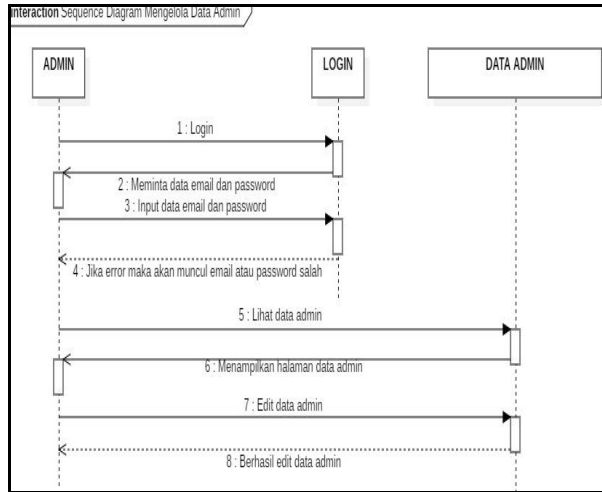 interaction Sequence Diagram Mengelola Data Admin
ADMIN
LOGIN
DATA ADMIN
1 : Login
2 : Meminta data email dan password
3 : Input data email dan password
4 : Jika error maka akan muncul email atau password salah
5 : Lihat data admin
6 : Menampilkan halaman data admin
7 : Edit data admin
8 : Berhasil edit data admin